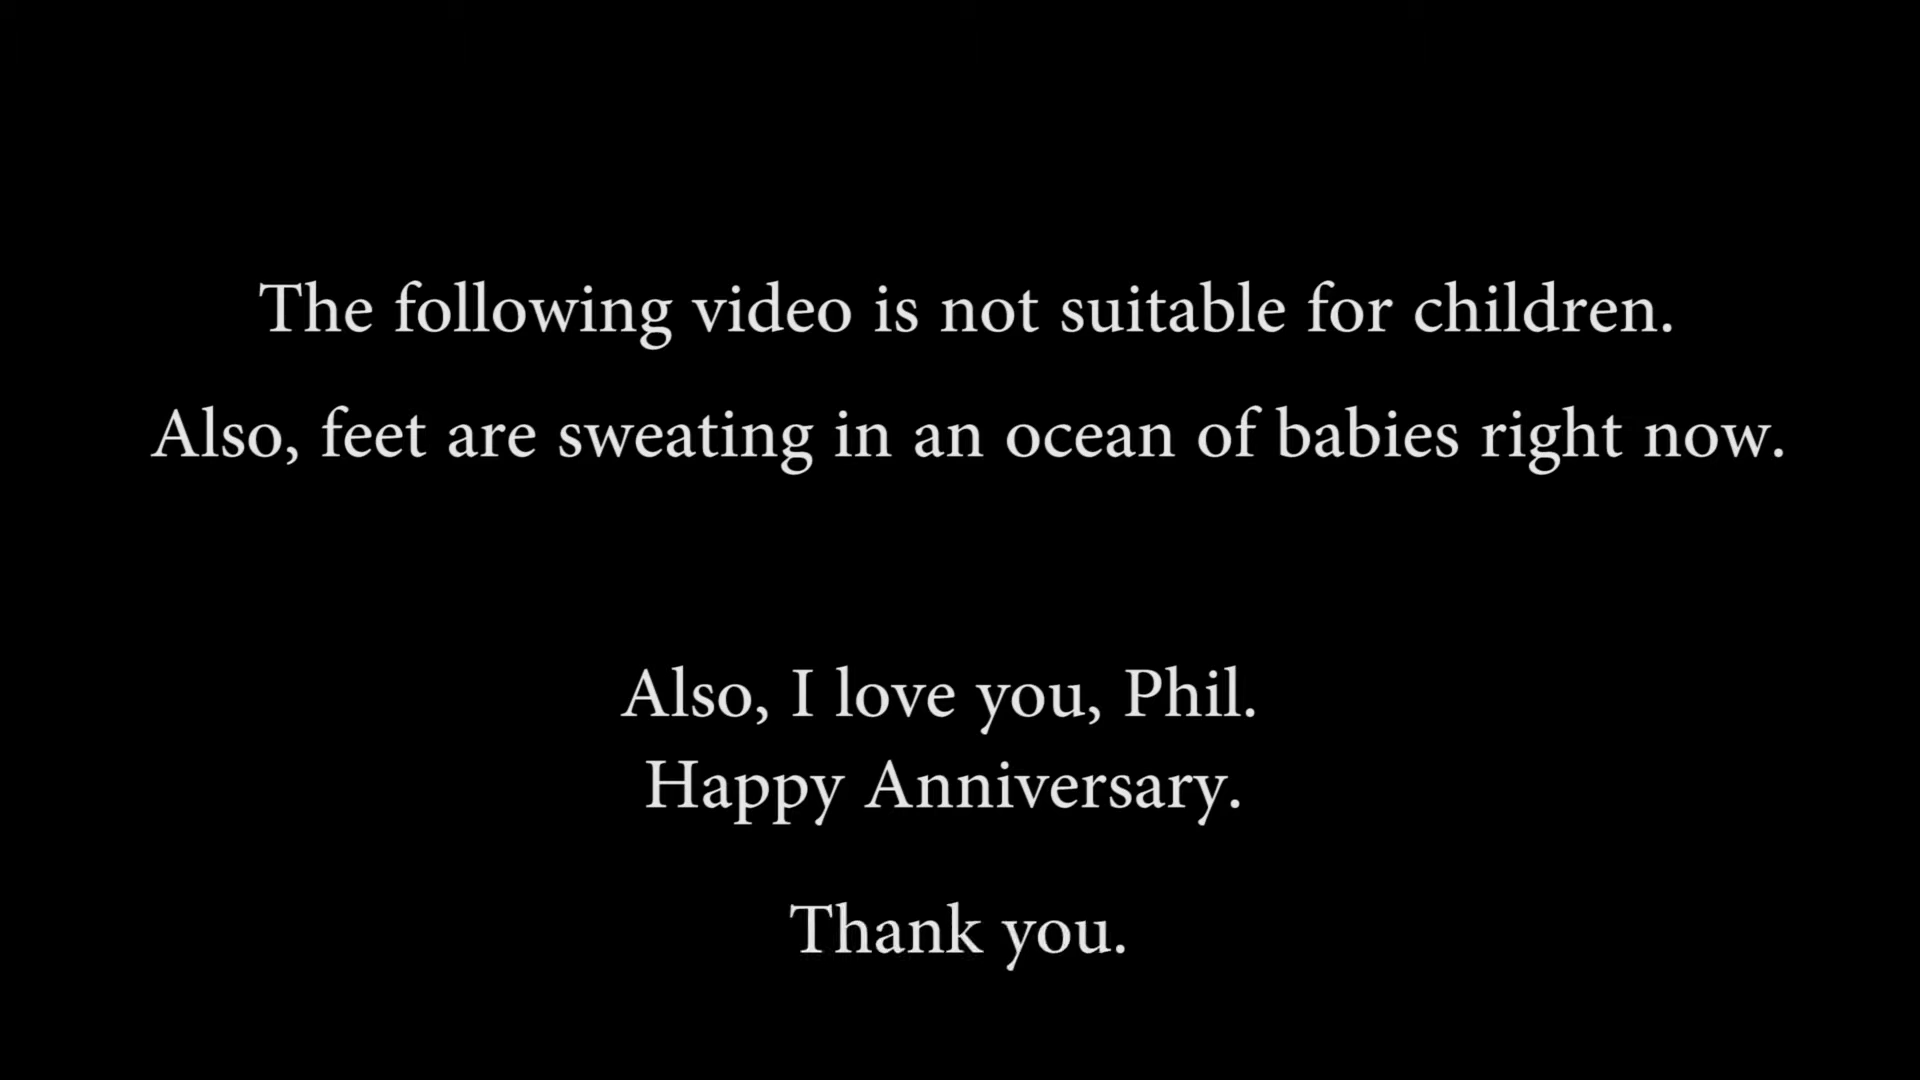 The following video is not suitable for children.
Also, feet are sweating in an ocean of babies right now.
Also, I love you, Phil.
Happy Anniversary.
Thank you.